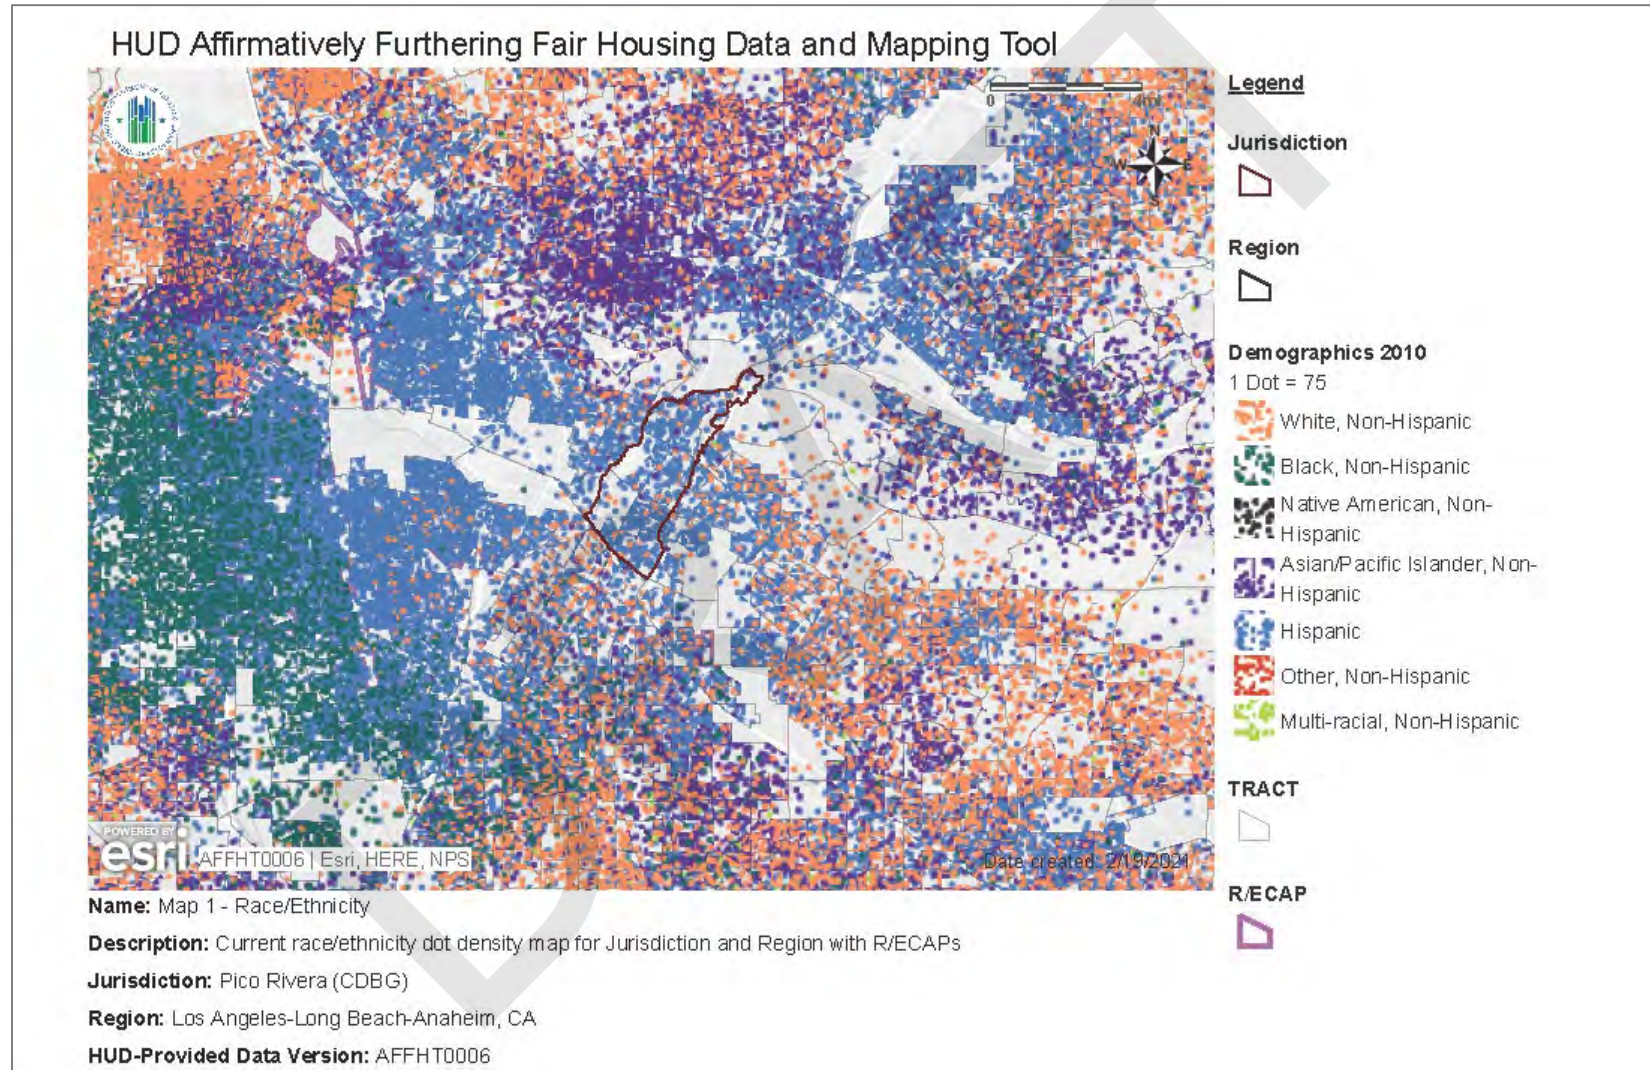 HUD Affirmatively Furthering Fair Housing Data and Mapping Tool
0 4mi
N
W E
S
POWERED BY
esri
AFFHT0006 | Esri, HERE, NPS
Date created: 2/19/2021
Legend
Jurisdiction
Region
Demographics 2010
1 Dot = 75
White, Non-Hispanic
Black, Non-Hispanic
Native American, Non-
Hispanic
Asian/Pacific Islander, Non-
Hispanic
Hispanic
Other, Non-Hispanic
Multi-racial, Non-Hispanic
TRACT
R/ECAP
Name: Map 1 - Race/Ethnicity
Description: Current race/ethnicity dot density map for Jurisdiction and Region with R/ECAPs
Jurisdiction: Pico Rivera (CDBG)
Region: Los Angeles-Long Beach-Anaheim, CA
HUD-Provided Data Version: AFFHT0006